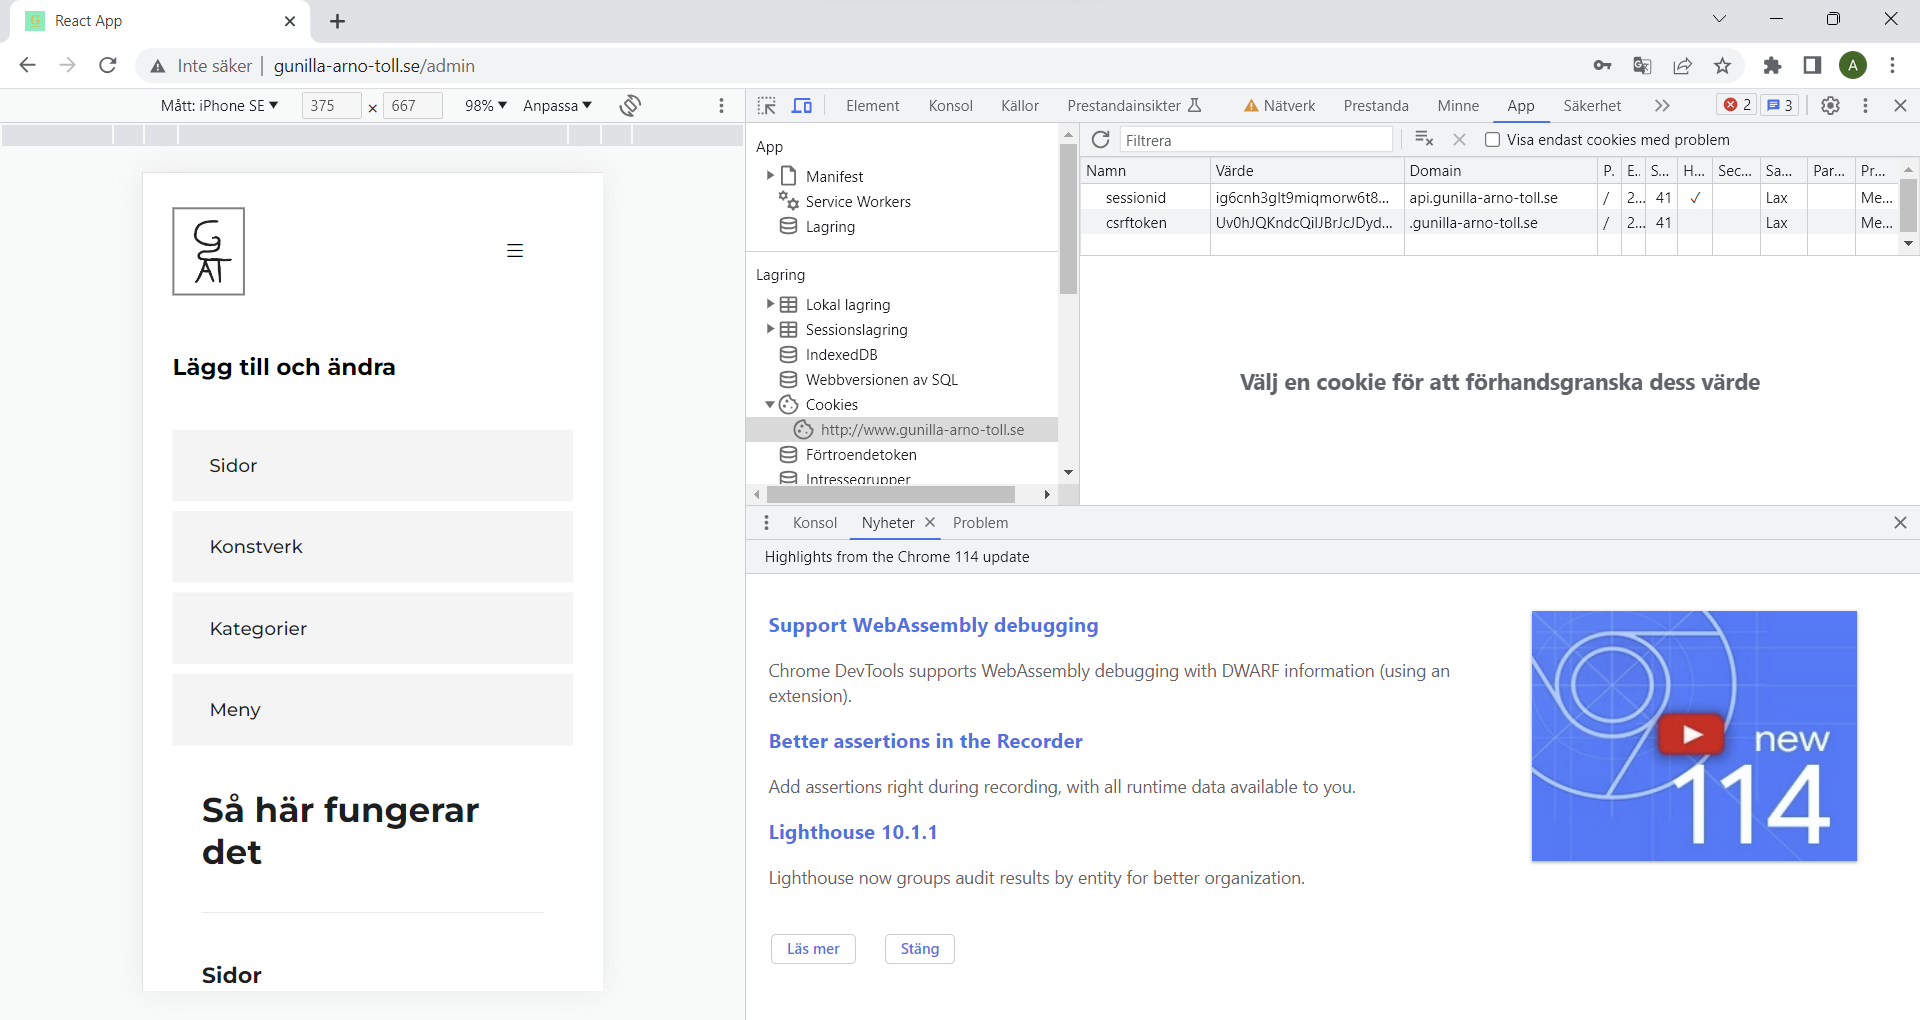 React App
Inte säker | gunilla-arno-toll.se/admin
A
Mått: iPhone SE 375 × 667 98% Anpassa
Element Konsol Källor Prestandainsikter Nätverk Prestanda Minne App Säkerhet 2 3
GAT
Lägg till och ändra
Sidor
Konstverk
Kategorier
Meny
Så här fungerar
det
Sidor
App
Manifest
Service Workers
Lagring
Lagring
Lokal lagring
Sessionslagring
IndexedDB
Webbversionen av SQL
Cookies
http://www.gunilla-arno-toll.se
Förtroendetoken
Intressegrupper
Filtrera Visa endast cookies med problem
Namn Värde Domain P. E.. S... H... Sec... Sa... Par... Pr...
sessionid ig6cnh3glt9miqmorw6t8... api.gunilla-arno-toll.se / 2... 41 ✓ Lax Me...
csrftoken Uv0hJQKndcQiIJBrJcJDyd... .gunilla-arno-toll.se / 2... 41 Lax Me...
Välj en cookie för att förhandsgranska dess värde
Konsol Nyheter Problem
Highlights from the Chrome 114 update
Support WebAssembly debugging
Chrome DevTools supports WebAssembly debugging with DWARF information (using an
extension).
Better assertions in the Recorder
Add assertions right during recording, with all runtime data available to you.
Lighthouse 10.1.1
Lighthouse now groups audit results by entity for better organization.
Läs mer Stäng
new
114